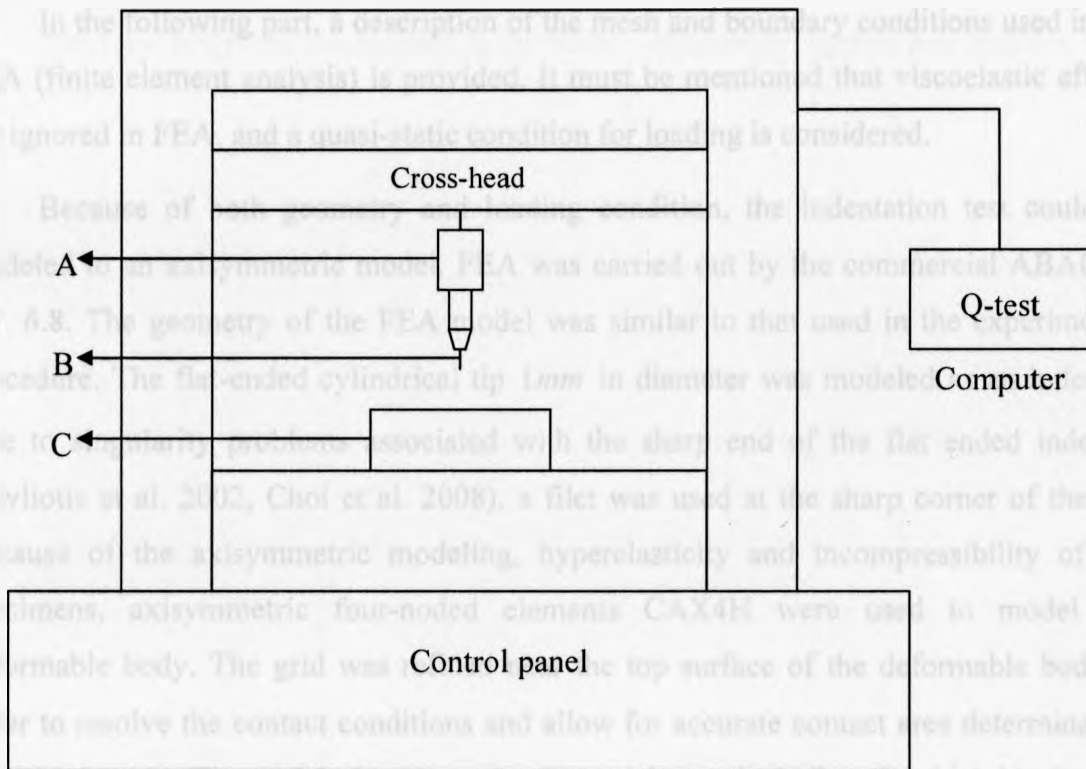 In the following part, a description of the mesh and boundary conditions used in
A (finite element analysis) is provided. It must be mentioned that viscoelastic eff
ignored in FEA, and a quasi-static condition for loading is considered.
Cross-head
Because of both geometry and loading condition, the indentation test could
A
deled to an axisymmetric model. FEA was carried out by the commercial ABA
Q-test
6.8. The geometry of the FEA model was similar to that used in the experim
B
ocedure. The flat-ended cylindrical tip 1mm in diameter was modeled
Computer
C
e to singularity problems associated with the sharp end of the flat ended inde
vliotis et al. 2002, Choi et al. 2008), a filet was used at the sharp corner of the
cause of the axisymmetric modeling, hyperelasticity and incompressibility of
cimens, axisymmetric four-noded elements CAX4H were used to model
Control panel
formable body. The grid was refined near the top surface of the deformable bod
er to resolve the contact conditions and allow for accurate contact area determina